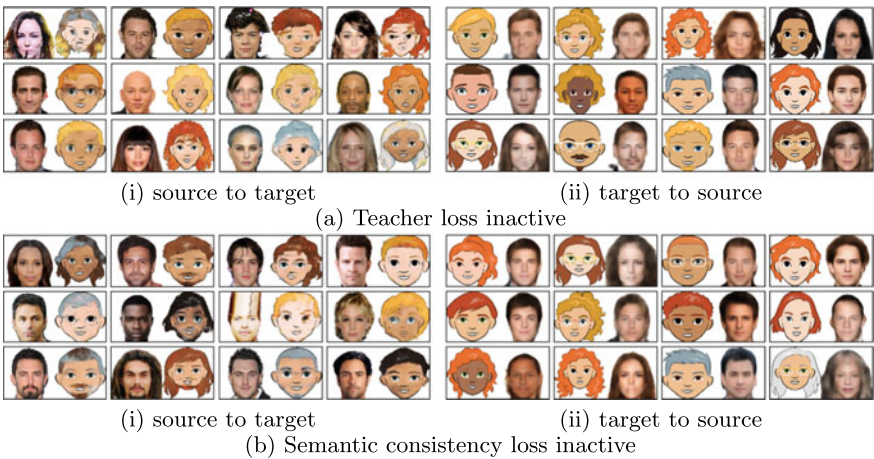 (i) source to target
(ii) target to source
(a) Teacher loss inactive
(i) source to target
(ii) target to source
(b) Semantic consistency loss inactive